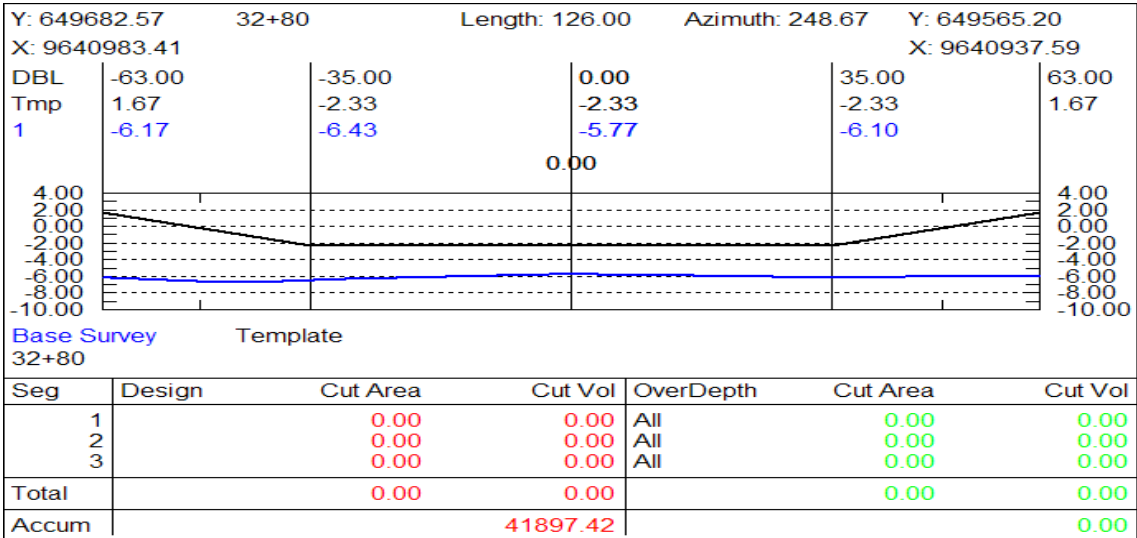 Y: 649682.57 32+80 Length: 126.00 Azimuth: 248.67 Y: 649565.20
X: 9640983.41 X: 9640937.59
DBL -63.00 -35.00 0.00 35.00 63.00
Tmp 1.67 -2.33 -2.33 -2.33 1.67
1 -6.17 -6.43 -5.77 -6.10
0.00
4.00 4.00
2.00 2.00
0.00 0.00
-2.00 -2.00
-4.00 -4.00
-6.00 -6.00
-8.00 -8.00
-10.00 -10.00
Base Survey Template
32+80
Seg Design Cut Area Cut Vol OverDepth Cut Area Cut Vol
1 0.00 0.00 All 0.00 0.00
2 0.00 0.00 All 0.00 0.00
3 0.00 0.00 All 0.00 0.00
Total 0.00 0.00 0.00 0.00
Accum 41897.42 0.00